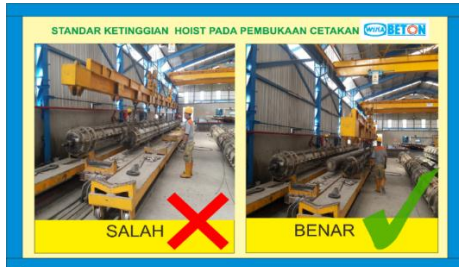 STANDAR KETINGGIAN HOIST PADA PEMBUKAAN CETAKAN WIKA BETON
SALAH
BENAR